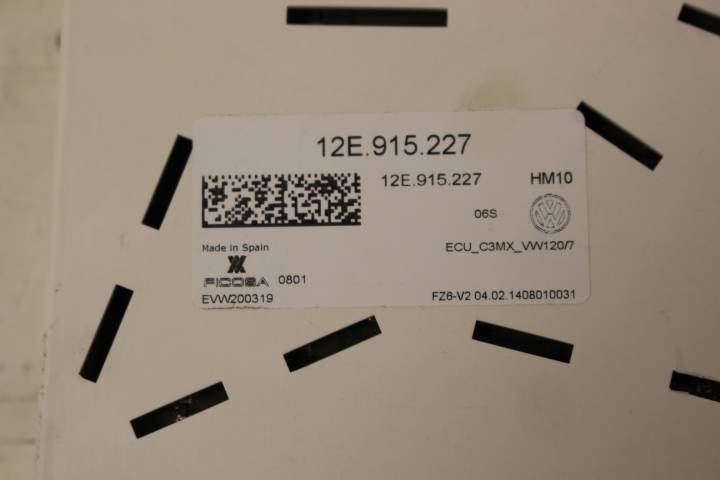 12E.915.227
12E.915.227 HM10
06S
Made in Spain ECU_C3MX_VW120/7
FICOSA 0801
EVW200319 FZ6-V2 04.02.1408010031